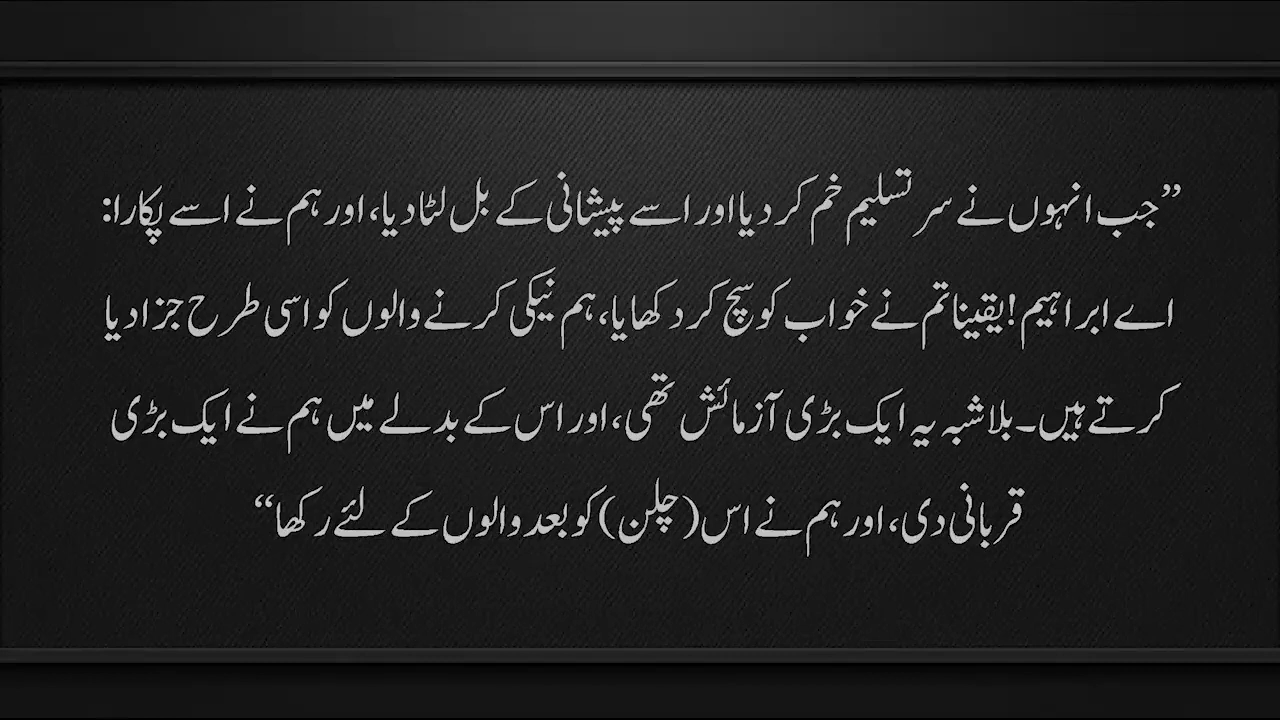 ”جب انہوں نے سر تسلیم خم کر دیا اور اسے پیشانی کے بل لٹا دیا، اور ہم نے اسے پکارا:
اے ابراہیم! یقینا تم نے خواب کو سچ کر دکھایا، ہم نیکی کرنے والوں کو اسی طرح جزا دیا
کرتے ہیں۔ بلاشبہ یہ ایک بڑی آزمائش تھی، اور اس کے بدلے میں ہم نے ایک بڑی
قربانی دی، اور ہم نے اس (چلن) کو بعد والوں کے لئے رکھا“